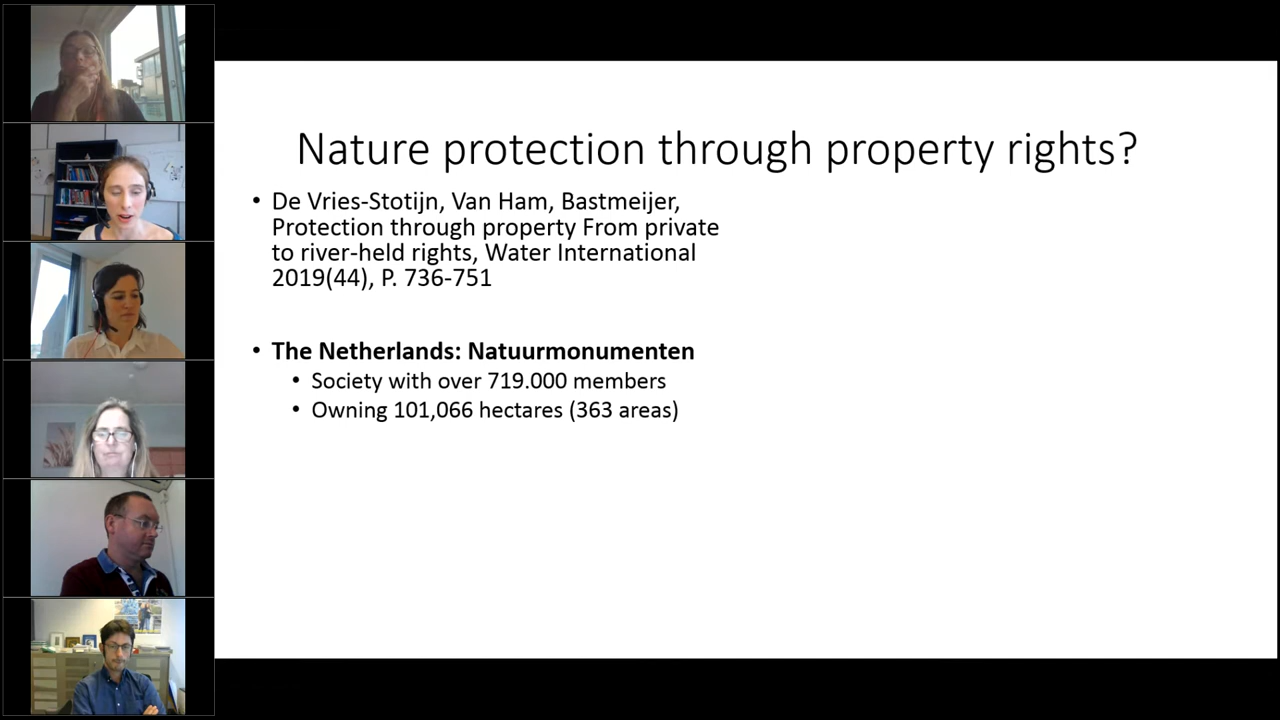 Nature protection through property rights?
• De Vries-Stotijn, Van Ham, Bastmeijer,
Protection through property From private
to river-held rights, Water International
2019(44), P. 736-751
• The Netherlands: Natuurmonumenten
• Society with over 719.000 members
• Owning 101,066 hectares (363 areas)